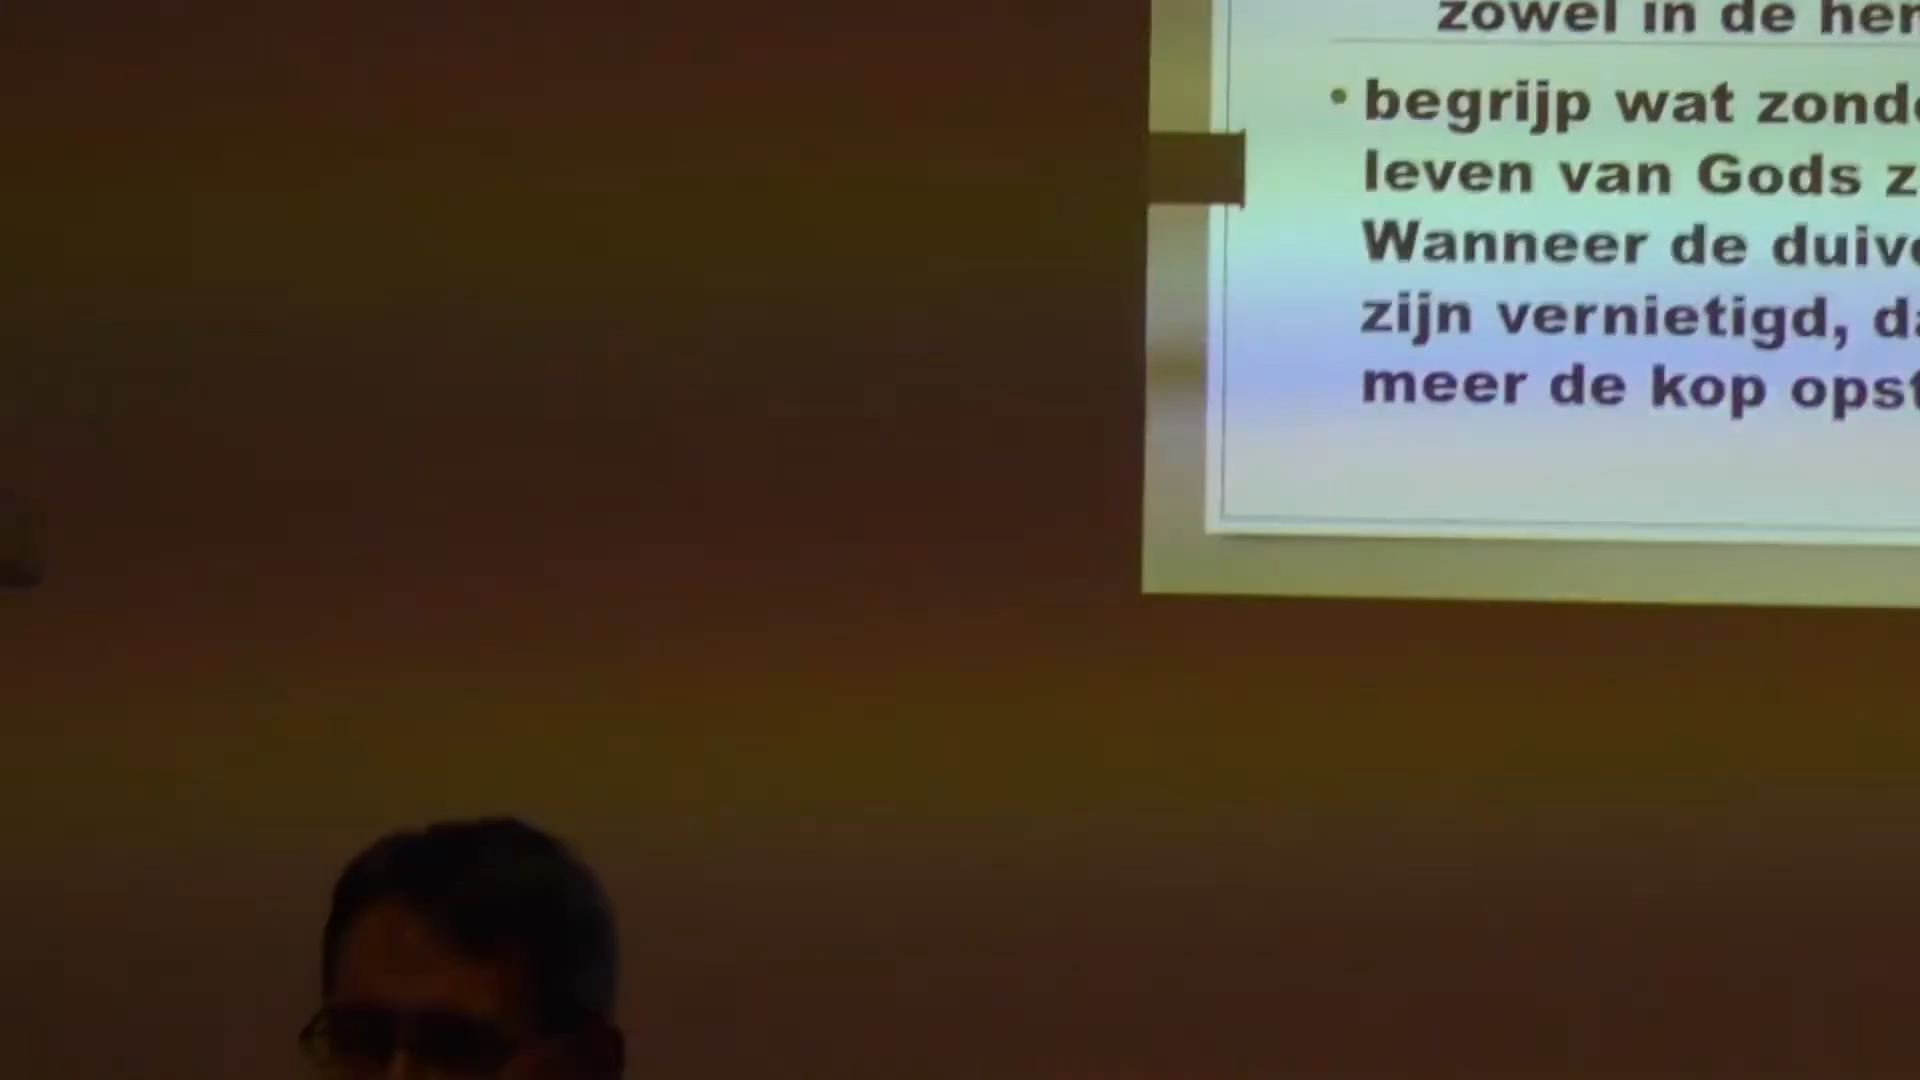 zowel in de
• begrijp wat
leven van Gods
Wanneer de
zijn vernietigd,
meer de kop